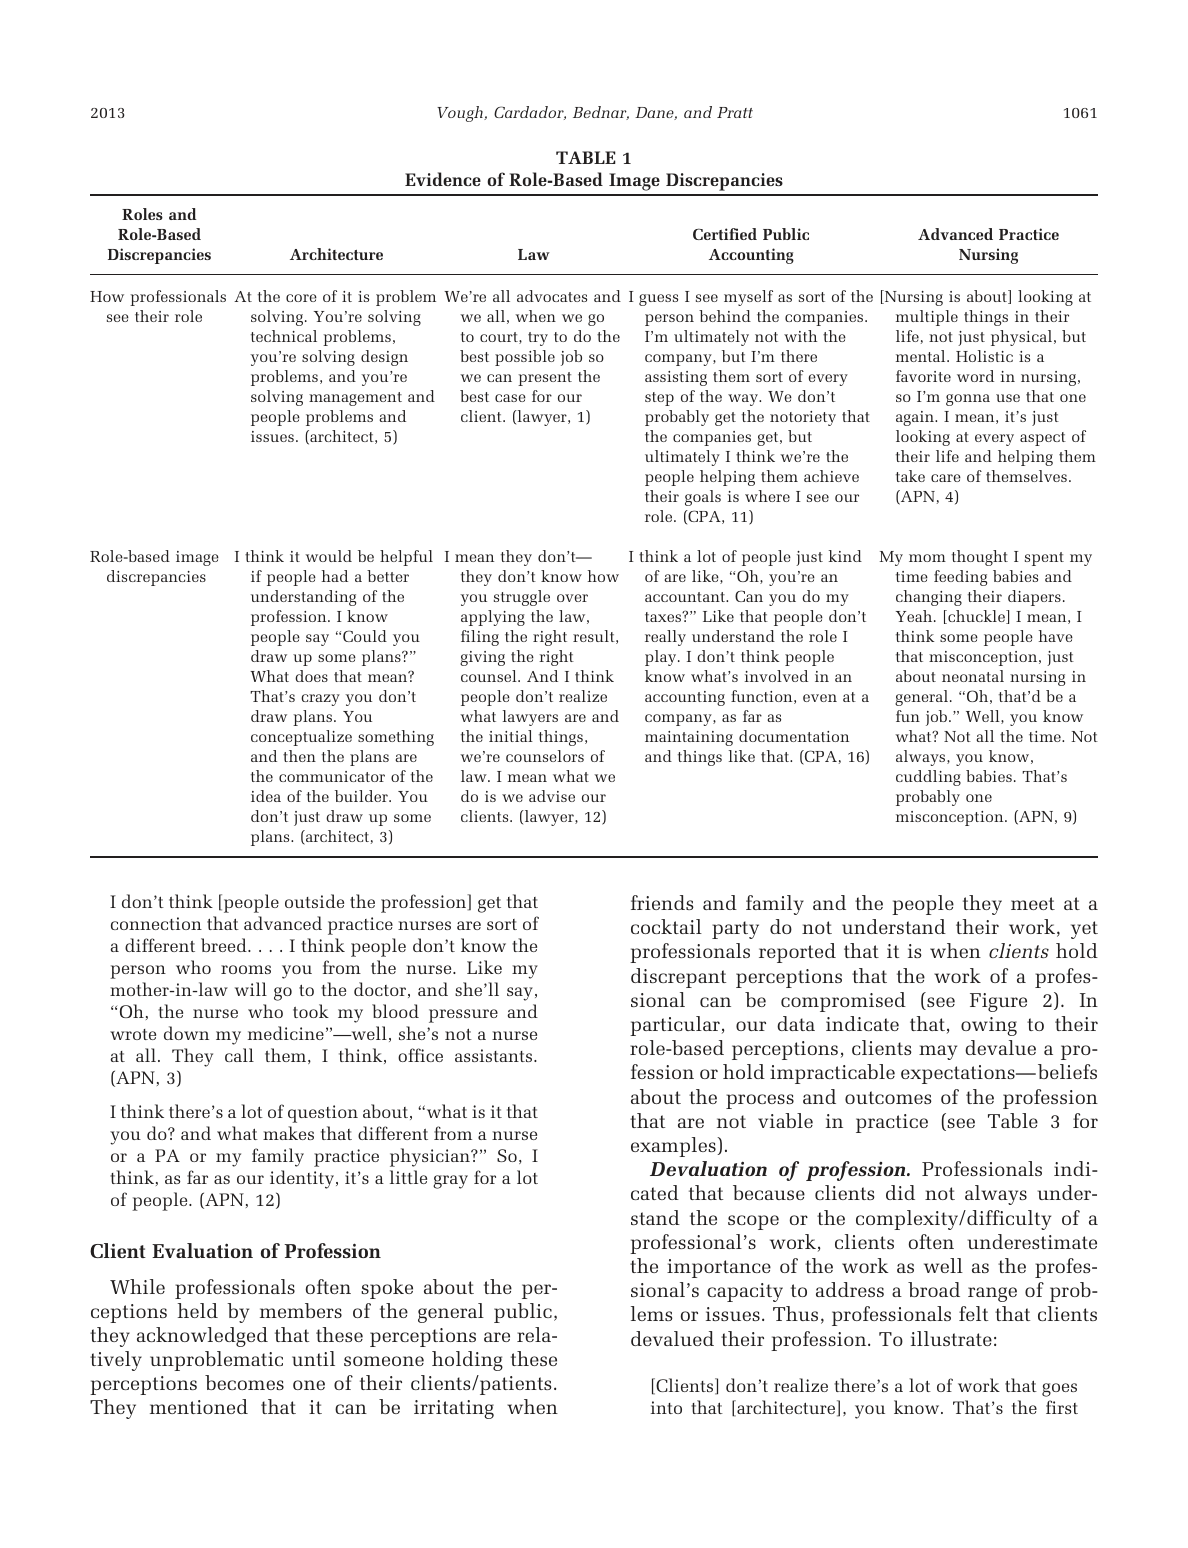 2013 Vough, Cardador, Bednar, Dane, and Pratt 1061
TABLE 1
Evidence of Role-Based Image Discrepancies
Roles and
Role-Based
Discrepancies
Architecture
Law
Certified Public
Accounting
Advanced Practice
Nursing
How professionals
see their role
At the core of it is problem
solving. You’re solving
technical problems,
you’re solving design
problems, and you’re
solving management and
people problems and
issues. (architect, 5)
We’re all advocates and
we all, when we go
to court, try to do the
best possible job so
we can present the
best case for our
client. (lawyer, 1)
I guess I see myself as sort of the
person behind the companies.
I’m ultimately not with the
company, but I’m there
assisting them sort of every
step of the way. We don’t
probably get the notoriety that
the companies get, but
ultimately I think we’re the
people helping them achieve
their goals is where I see our
role. (CPA, 11)
[Nursing is about] looking at
multiple things in their
life, not just physical, but
mental. Holistic is a
favorite word in nursing,
so I’m gonna use that one
again. I mean, it’s just
looking at every aspect of
their life and helping them
take care of themselves.
(APN, 4)
Role-based image
discrepancies
I think it would be helpful
if people had a better
understanding of the
profession. I know
people say “Could you
draw up some plans?”
What does that mean?
That’s crazy you don’t
draw plans. You
conceptualize something
and then the plans are
the communicator of the
idea of the builder. You
don’t just draw up some
plans. (architect, 3)
I mean they don’t—
they don’t know how
you struggle over
applying the law,
filing the right result,
giving the right
counsel. And I think
people don’t realize
what lawyers are and
the initial things,
we’re counselors of
law. I mean what we
do is we advise our
clients. (lawyer, 12)
I think a lot of people just kind
of are like, “Oh, you’re an
accountant. Can you do my
taxes?” Like that people don’t
really understand the role I
play. I don’t think people
know what’s involved in an
accounting function, even at a
company, as far as
maintaining documentation
and things like that. (CPA, 16)
My mom thought I spent my
time feeding babies and
changing their diapers.
Yeah. [chuckle] I mean, I
think some people have
that misconception, just
about neonatal nursing in
general. “Oh, that’d be a
fun job.” Well, you know
what? Not all the time. Not
always, you know,
cuddling babies. That’s
probably one
misconception. (APN, 9)
I don’t think [people outside the profession] get that
connection that advanced practice nurses are sort of
a different breed. . . . I think people don’t know the
person who rooms you from the nurse. Like my
mother-in-law will go to the doctor, and she’ll say,
“Oh, the nurse who took my blood pressure and
wrote down my medicine”—well, she’s not a nurse
at all. They call them, I think, office assistants.
(APN, 3)
I think there’s a lot of question about, “what is it that
you do? and what makes that different from a nurse
or a PA or my family practice physician?” So, I
think, as far as our identity, it’s a little gray for a lot
of people. (APN, 12)
Client Evaluation of Profession
While professionals often spoke about the per-
ceptions held by members of the general public,
they acknowledged that these perceptions are rela-
tively unproblematic until someone holding these
perceptions becomes one of their clients/patients.
They mentioned that it can be irritating when
friends and family and the people they meet at a
cocktail party do not understand their work, yet
professionals reported that it is when clients hold
discrepant perceptions that the work of a profes-
sional can be compromised (see Figure 2). In
particular, our data indicate that, owing to their
role-based perceptions, clients may devalue a pro-
fession or hold impracticable expectations—beliefs
about the process and outcomes of the profession
that are not viable in practice (see Table 3 for
examples).
Devaluation of profession. Professionals indi-
cated that because clients did not always under-
stand the scope or the complexity/difficulty of a
professional’s work, clients often underestimate
the importance of the work as well as the profes-
sional’s capacity to address a broad range of prob-
lems or issues. Thus, professionals felt that clients
devalued their profession. To illustrate:
[Clients] don’t realize there’s a lot of work that goes
into that [architecture], you know. That’s the first